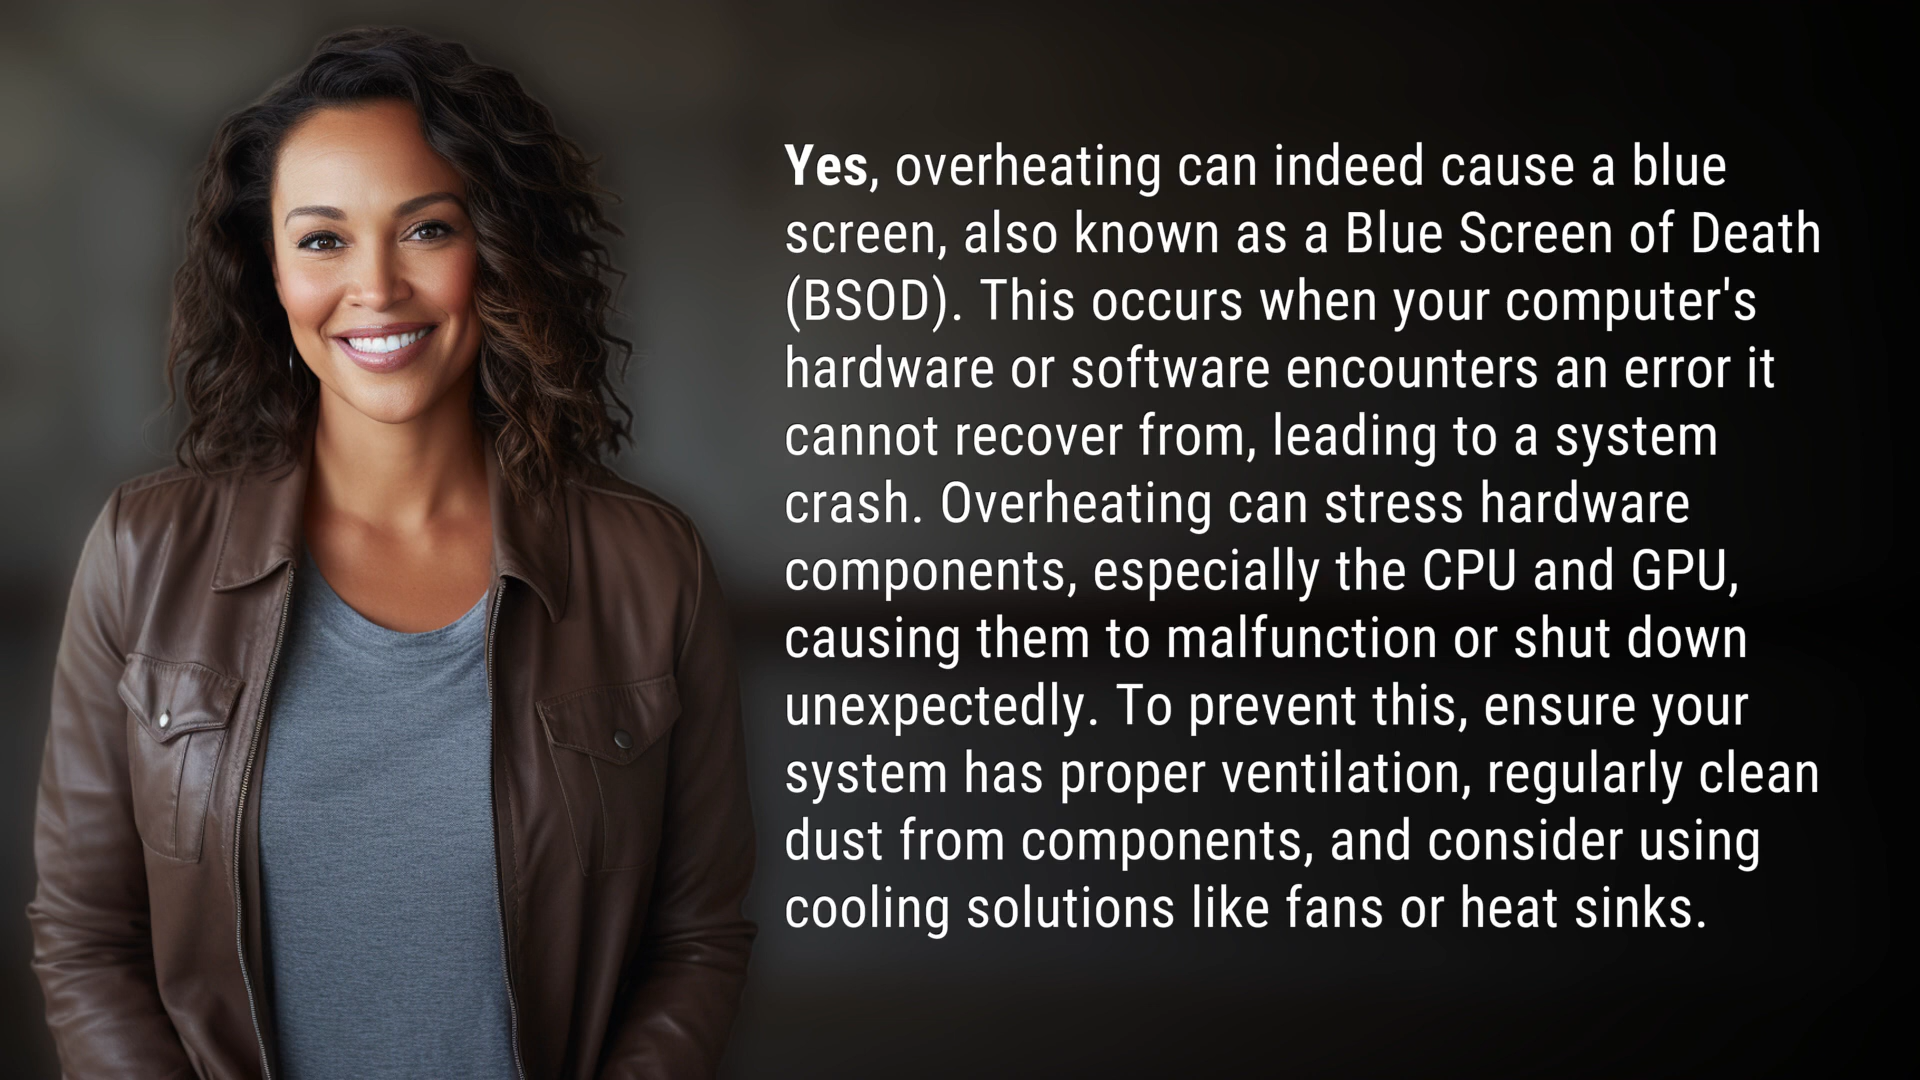 Yes, overheating can indeed cause a blue
screen, also known as a Blue Screen of Death
(BSOD). This occurs when your computer's
hardware or software encounters an error it
cannot recover from, leading to a system
crash. Overheating can stress hardware
components, especially the CPU and GPU,
causing them to malfunction or shut down
unexpectedly. To prevent this, ensure your
system has proper ventilation, regularly clean
dust from components, and consider using
cooling solutions like fans or heat sinks.